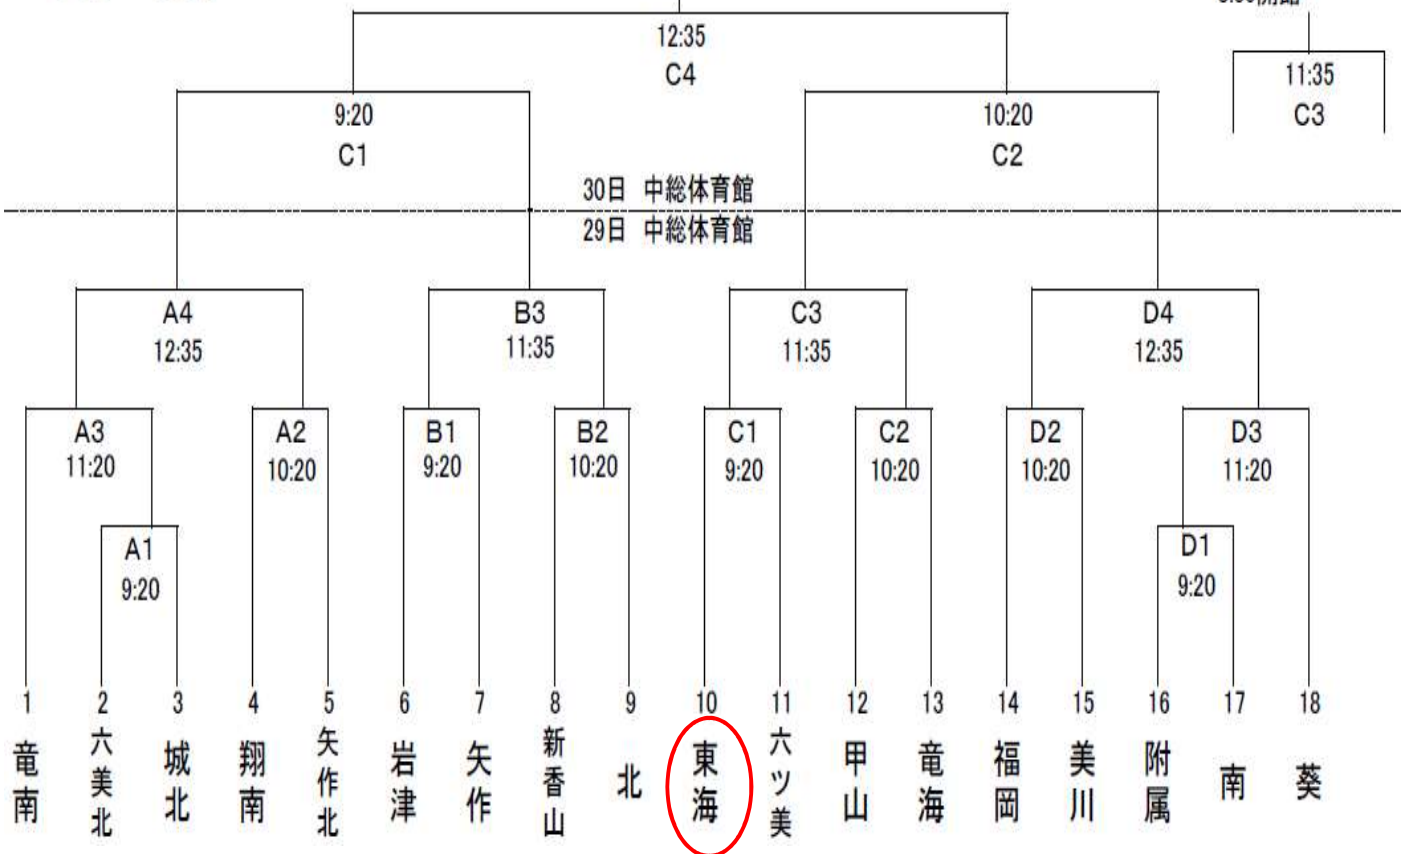 12:35
C4
11:35
C3
9:20
C1
10:20
C2
30日 中総体育館
29日 中総体育館
A4
12:35
B3
11:35
C3
11:35
D4
12:35
A3
11:20
A2
10:20
B1
9:20
B2
10:20
C1
9:20
C2
10:20
D2
10:20
D3
11:20
A1
9:20
D1
9:20
1 2 3 4 5 6 7 8 9 10 11 12 13 14 15 16 17 18
竜南
六美北
城北
翔南
矢作北
岩津
矢作
新香山
北
東海
六ツ美
甲山
竜海
福岡
美川
附属
南
葵